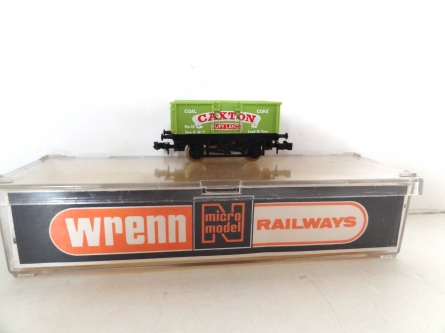 COAL COKE
CAXTON
wrenn N micro model RAILWAYS